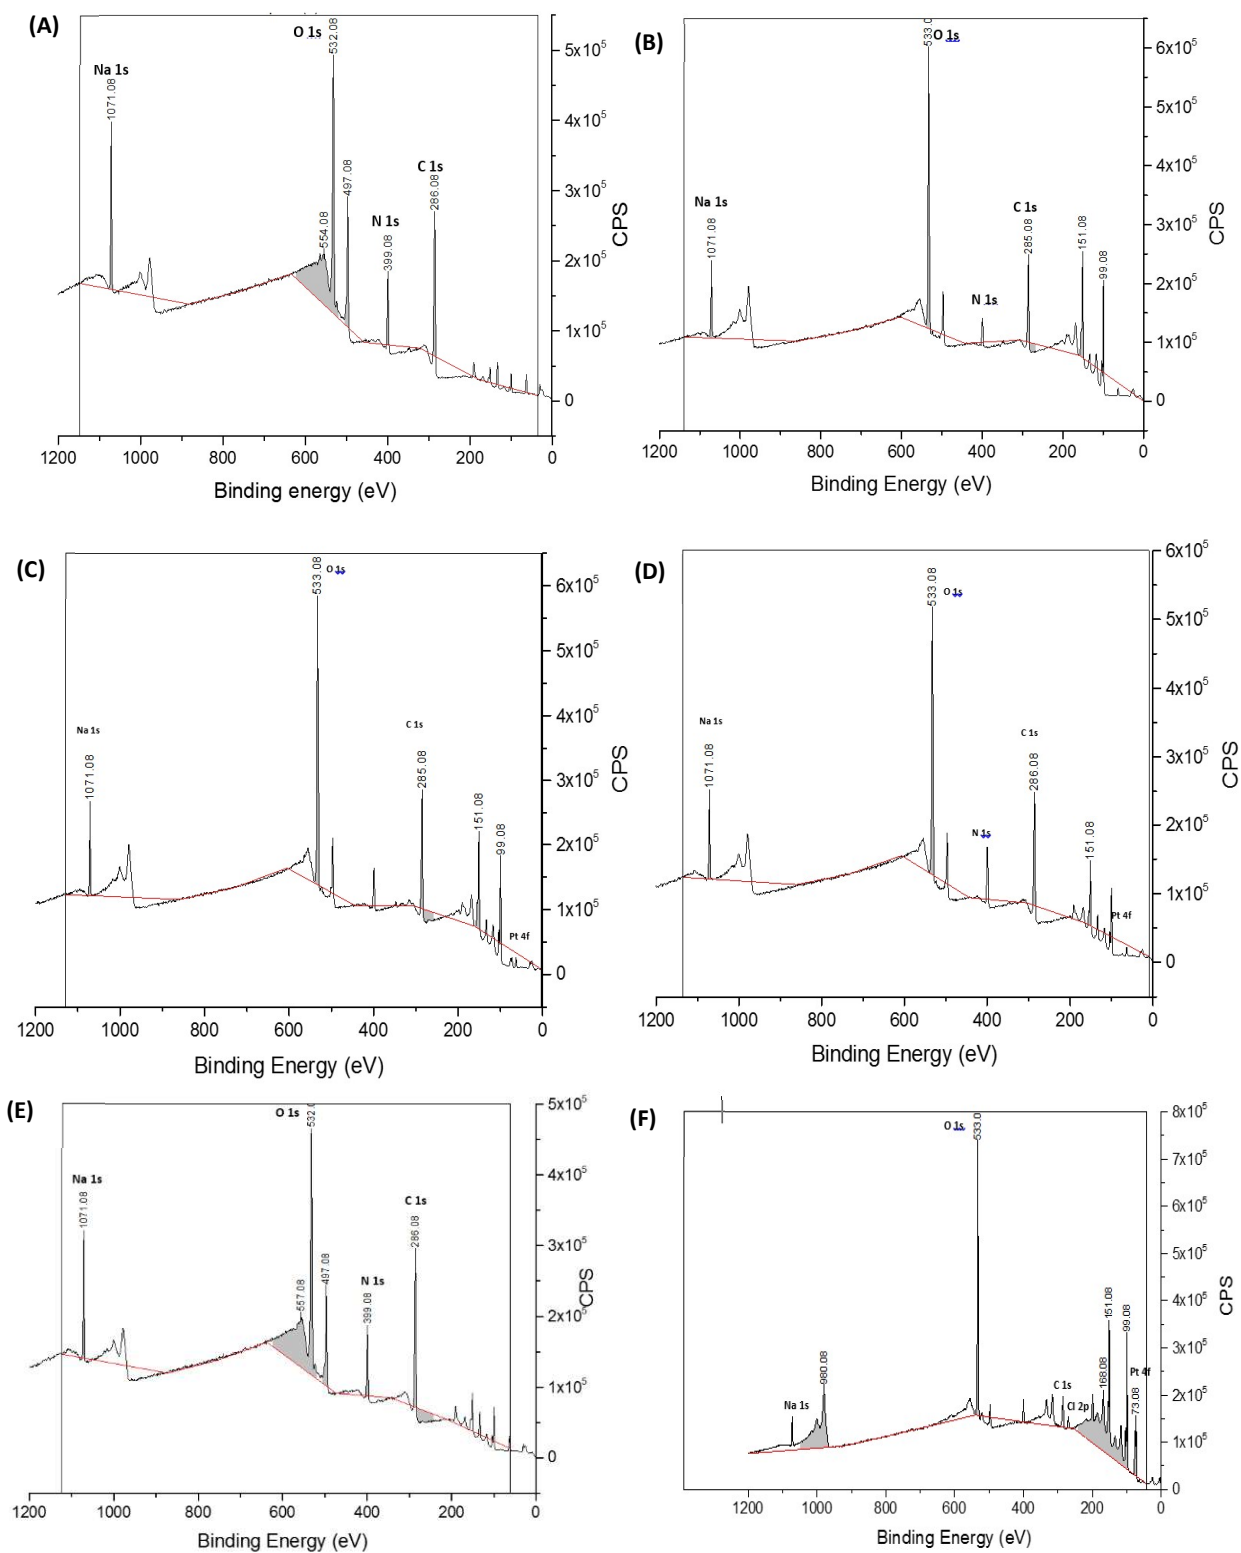 (A)
O 1s
532.08
Na 1s
1071.08
554.08
497.08
N 1s
399.08
C 1s
286.08
5x10⁵
4x10⁵
3x10⁵
2x10⁵
1x10⁵
0
CPS
1200 1000 800 600 400 200 0
Binding energy (eV)
(B)
533.0
O 1s
Na 1s
1071.08
N 1s
C 1s
285.08
151.08
99.08
6x10⁵
5x10⁵
4x10⁵
3x10⁵
2x10⁵
1x10⁵
0
CPS
1200 1000 800 600 400 200 0
Binding Energy (eV)
(C)
533.08
O 1s
Na 1s
1071.08
C 1s
285.08
151.08
99.08
Pt 4f
6x10⁵
5x10⁵
4x10⁵
3x10⁵
2x10⁵
1x10⁵
0
CPS
1200 1000 800 600 400 200 0
Binding Energy (eV)
(D)
533.08
O 1s
Na 1s
1071.08
N 1s
C 1s
286.08
151.08
Pt 4f
6x10⁵
5x10⁵
4x10⁵
3x10⁵
2x10⁵
1x10⁵
0
CPS
1200 1000 800 600 400 200 0
Binding Energy (eV)
(E)
O 1s
532.0
Na 1s
1071.08
557.08
497.08
N 1s
399.08
C 1s
286.08
5x10⁵
4x10⁵
3x10⁵
2x10⁵
1x10⁵
0
CPS
1200 1000 800 600 400 200 0
Binding Energy (eV)
(F)
O 1s
533.0
Na 1s
980.08
C 1s
Cl 2p
168.08
151.08
99.08
Pt 4f
73.08
8x10⁵
7x10⁵
6x10⁵
5x10⁵
4x10⁵
3x10⁵
2x10⁵
1x10⁵
0
CPS
1200 1000 800 600 400 200 0
Binding Energy (eV)